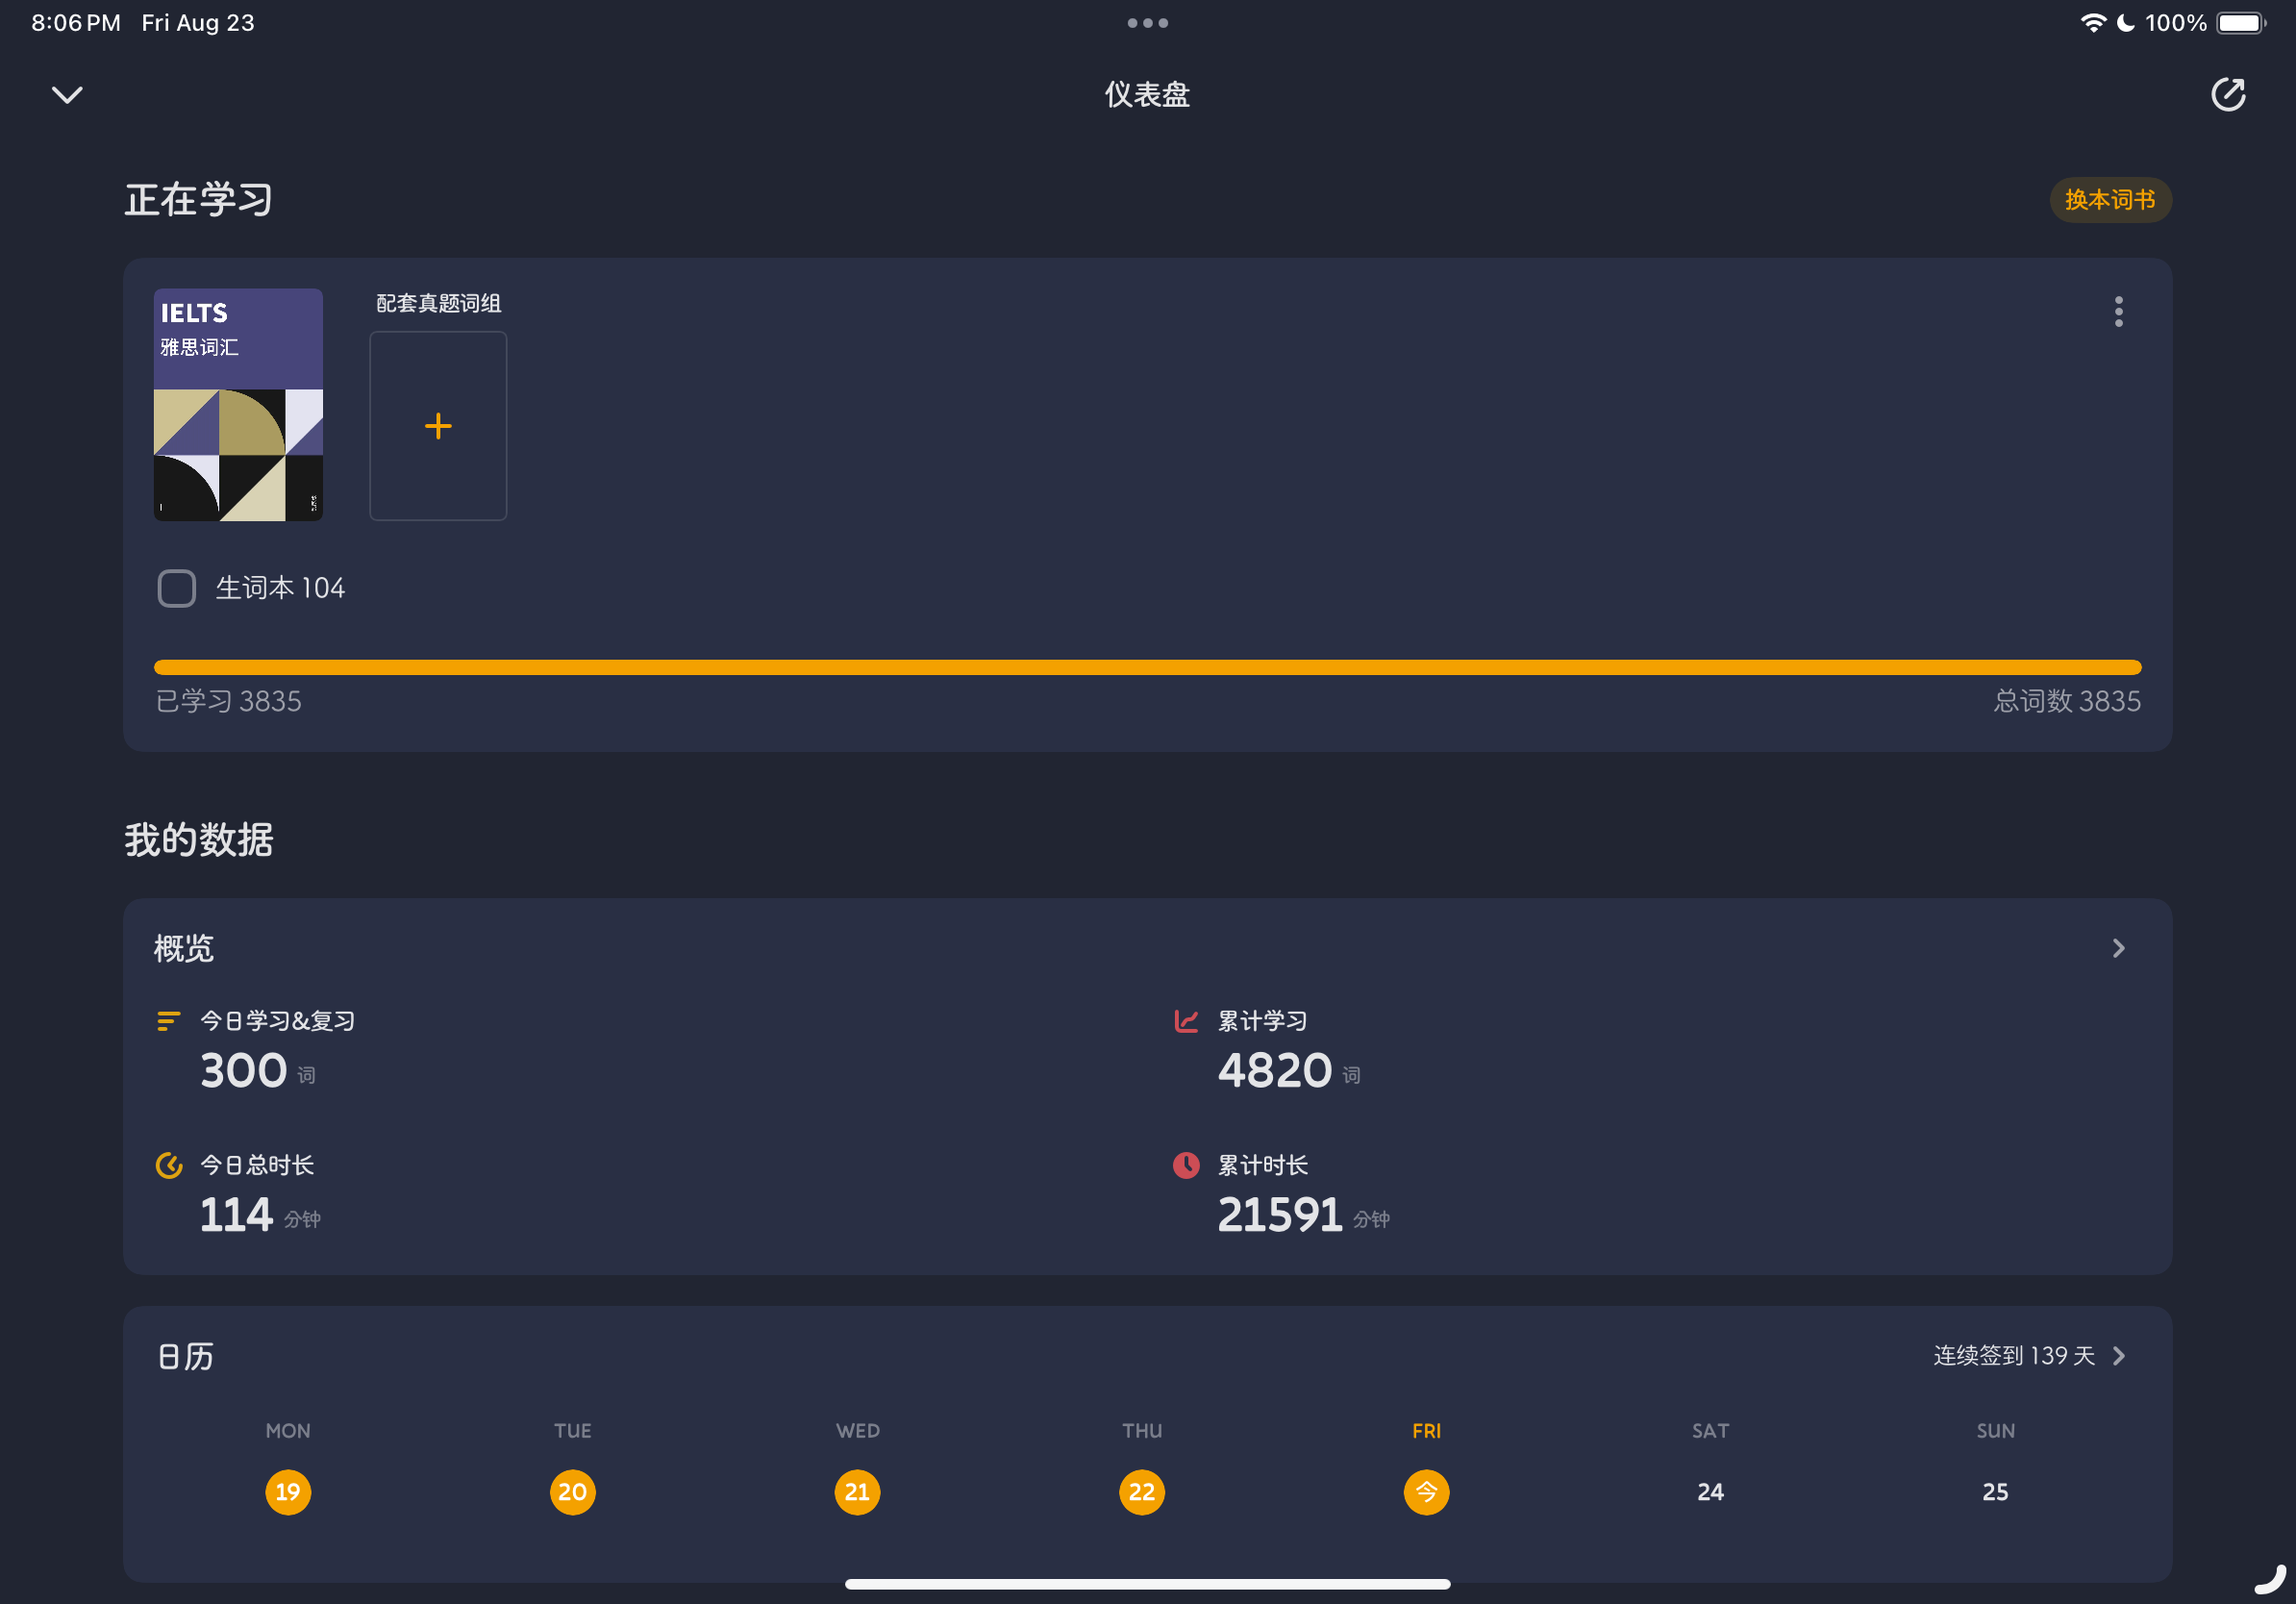 8:06 PM Fri Aug 23
100%
仪表盘
正在学习
换本词书
IELTS
雅思词汇
配套真题词组
生词本 104
已学习 3835
总词数 3835
我的数据
概览
今日学习&复习
300 词
累计学习
4820 词
今日总时长
114 分钟
累计时长
21591 分钟
日历
连续签到 139 天
MON TUE WED THU FRI SAT SUN
19 20 21 22 今 24 25